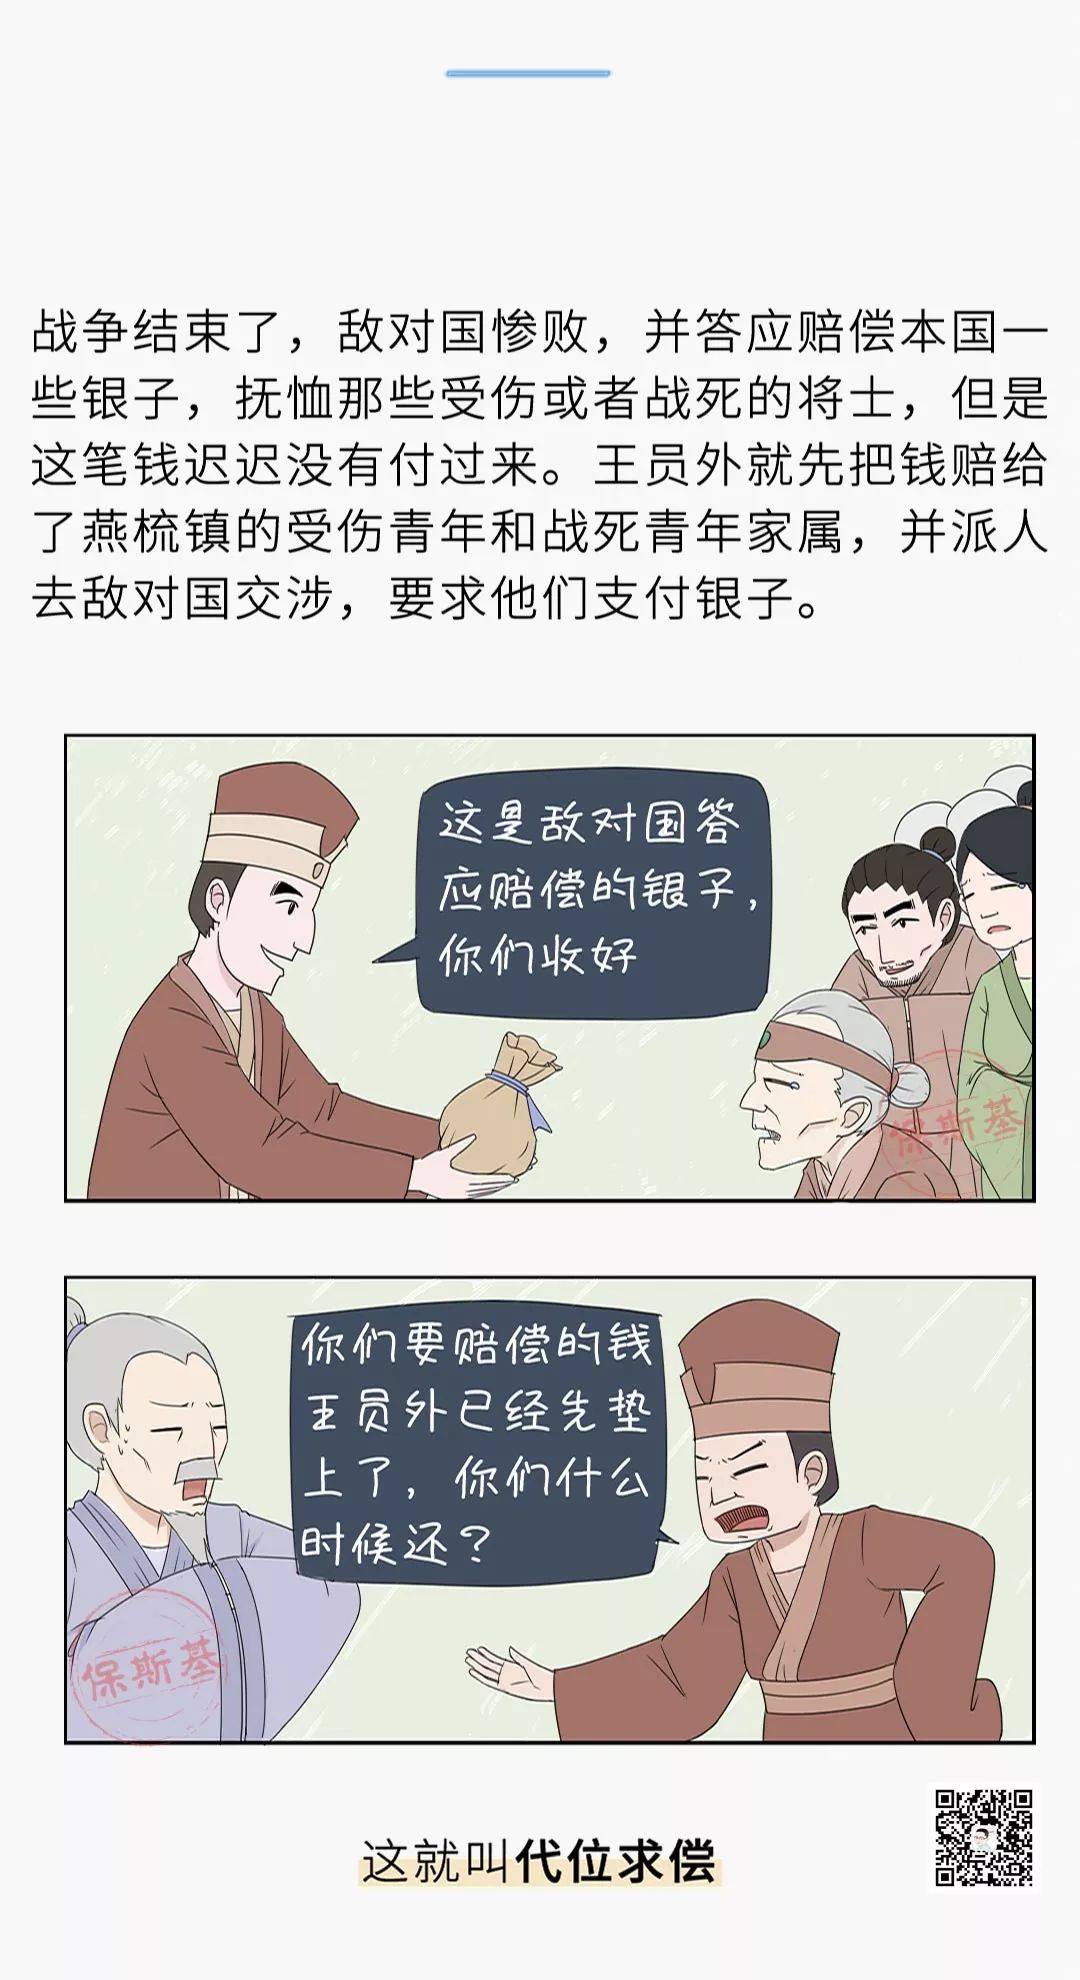 战争结束了，敌对国惨败，并答应赔偿本国一
些银子，抚恤那些受伤或者战死的将士，但是
这笔钱迟迟没有付过来。王员外就先把钱赔给
了燕梳镇的受伤青年和战死青年家属，并派人
去敌对国交涉，要求他们支付银子。
这是敌对国答
应赔偿的银子，
你们收好
保斯基
你们要赔偿的钱
王员外已经先垫
上了，你们什么
时候还？
保斯基
这就叫代位求偿